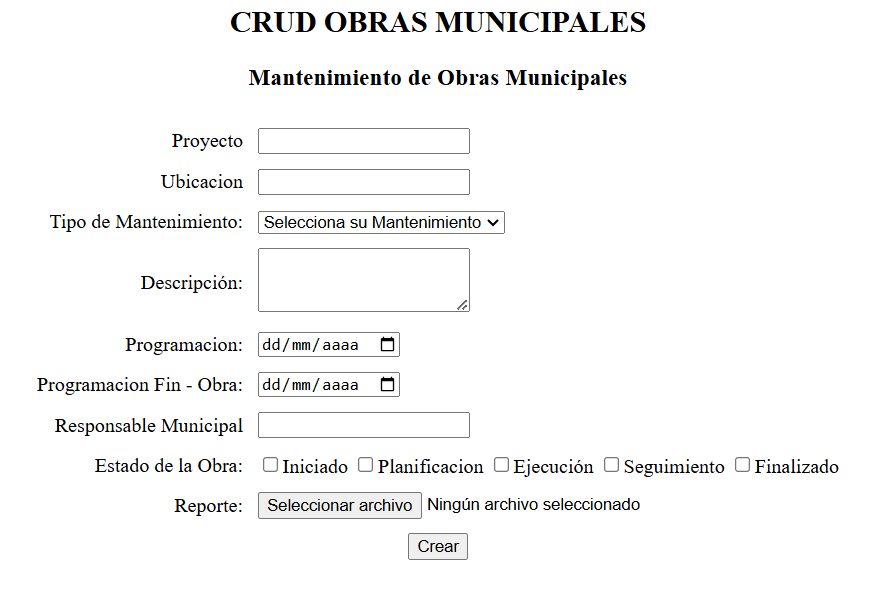 CRUD OBRAS MUNICIPALES
Mantenimiento de Obras Municipales
Proyecto
Ubicacion
Tipo de Mantenimiento: Selecciona su Mantenimiento
Descripción:
Programacion: dd/mm/aaaa
Programacion Fin - Obra: dd/mm/aaaa
Responsable Municipal
Estado de la Obra: Iniciado Planificacion Ejecución Seguimiento Finalizado
Reporte: Seleccionar archivo Ningún archivo seleccionado
Crear